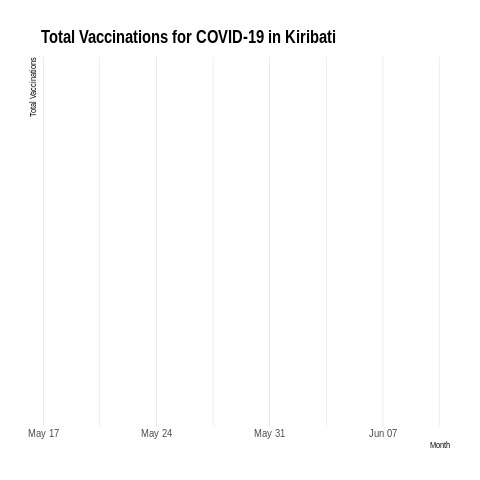 Total Vaccinations for COVID-19 in Kiribati
Total Vaccinations
May 17
May 24
May 31
Jun 07
Month